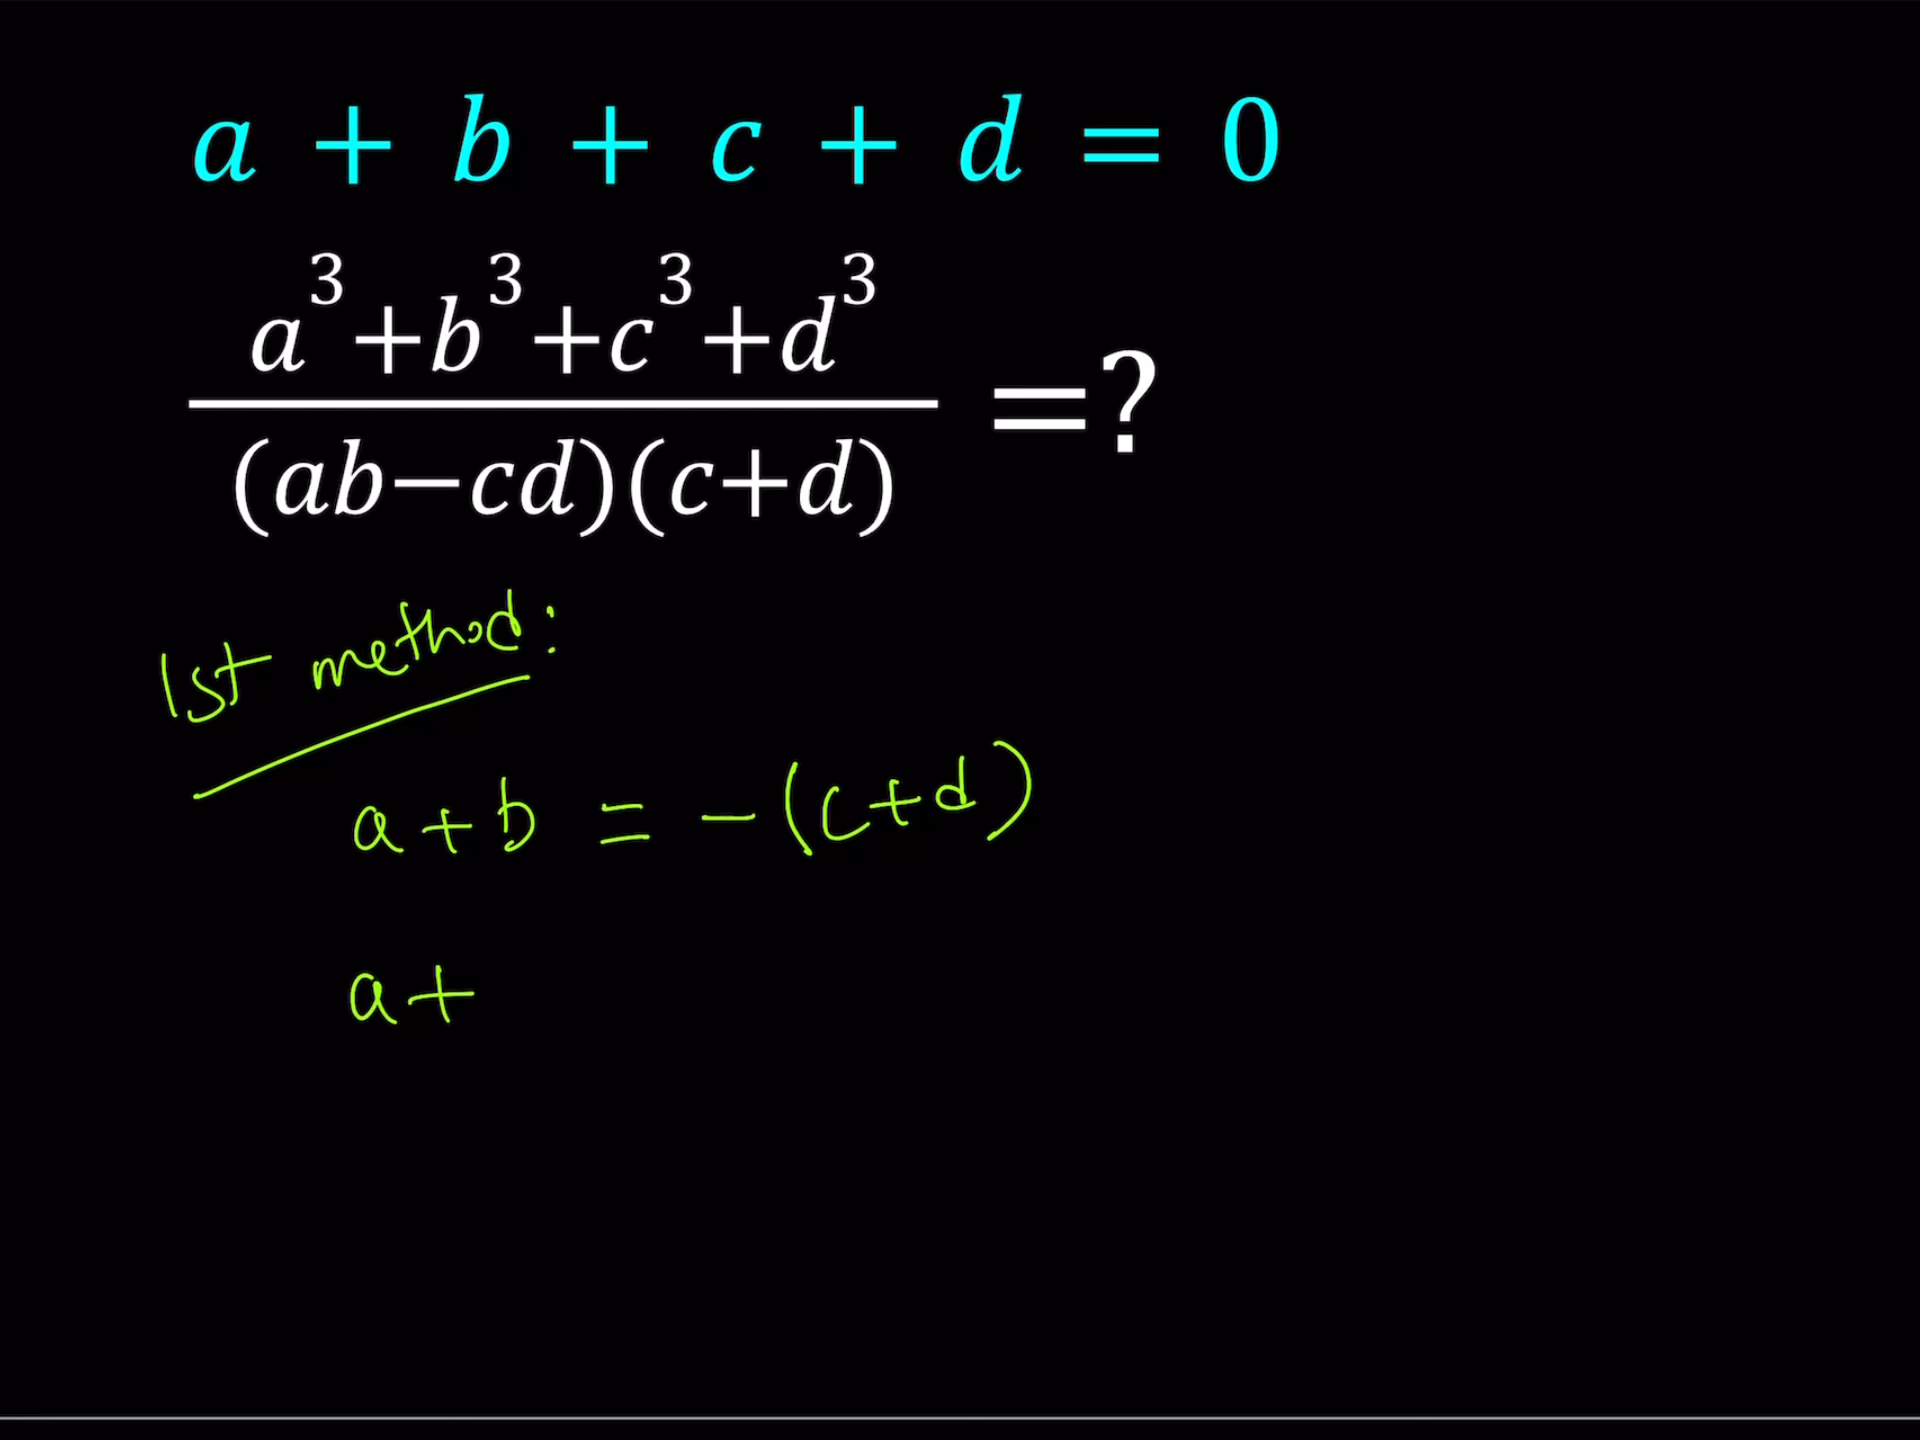 a + b + c + d = 0
a³+b³+c³+d³
(ab−cd)(c+d)
=?
1st method:
a+b = -(c+d)
a+